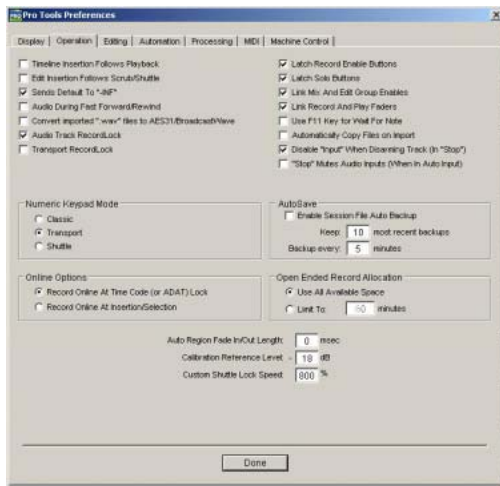 Pro Tools Preferences
Display Operation Editing Automation Processing MIDI Machine Control
Timeline Insertion Follows Playback
Edit Insertion Follows Scrub/Shuttle
Sends Default To "-INF"
Audio During Fast Forward/Rewind
Convert imported ".wav" files to AES31/BroadcastWave
Audio Track RecordLock
Transport RecordLock
Latch Record Enable Buttons
Latch Solo Buttons
Link Mix And Edit Group Enables
Link Record And Play Faders
Use F11 Key for Wait For Note
Automatically Copy Files on Import
Disable "Input" When Disarming Track (In "Stop")
"Stop" Mutes Audio Inputs (When In Auto Input)
Numeric Keypad Mode
Classic
Transport
Shuttle
AutoSave
Enable Session File Auto Backup
Keep: 10 most recent backups
Backup every: 5 minutes
Online Options
Record Online At Time Code (or ADAT) Lock
Record Online At Insertion/Selection
Open Ended Record Allocation
Use All Available Space
Limit To: 60 minutes
Auto Region Fade In/Out Length: 0 msec
Calibration Reference Level: - 18 dB
Custom Shuttle Lock Speed: 800 %
Done